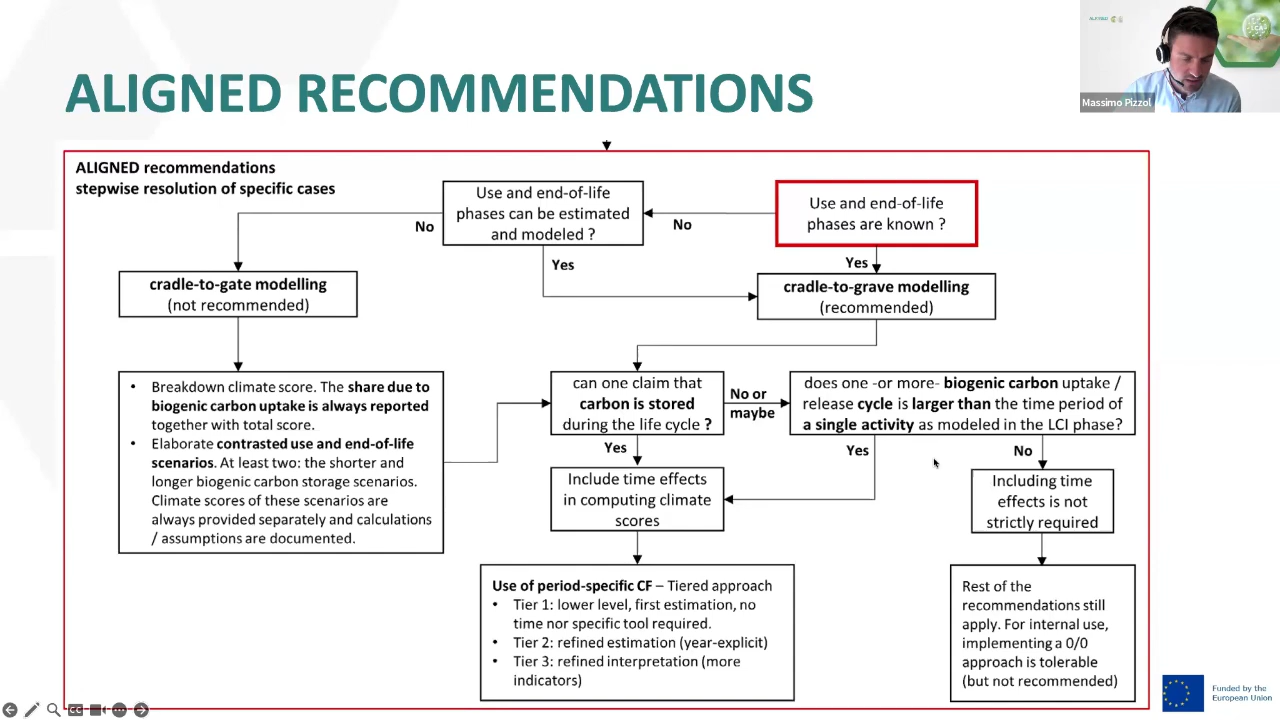 ALIGNED RECOMMENDATIONS
LCA
Massimo Pizzol
ALIGNED recommendations
stepwise resolution of specific cases
Use and end-of-life
phases can be estimated
and modeled ?
Use and end-of-life
phases are known ?
No
No
Yes
Yes
cradle-to-gate modelling
(not recommended)
cradle-to-grave modelling
(recommended)
• Breakdown climate score. The share due to
biogenic carbon uptake is always reported
together with total score.
• Elaborate contrasted use and end-of-life
scenarios. At least two: the shorter and
longer biogenic carbon storage scenarios.
Climate scores of these scenarios are
always provided separately and calculations
/ assumptions are documented.
can one claim that
carbon is stored
during the life cycle ?
No or
maybe
does one -or more- biogenic carbon uptake /
release cycle is larger than the time period of
a single activity as modeled in the LCI phase?
Yes
Yes
No
Include time effects
in computing climate
scores
Including time
effects is not
strictly required
Use of period-specific CF – Tiered approach
• Tier 1: lower level, first estimation, no
time nor specific tool required.
• Tier 2: refined estimation (year-explicit)
• Tier 3: refined interpretation (more
indicators)
Rest of the
recommendations still
apply. For internal use,
implementing a 0/0
approach is tolerable
(but not recommended)
Funded by the
European Union